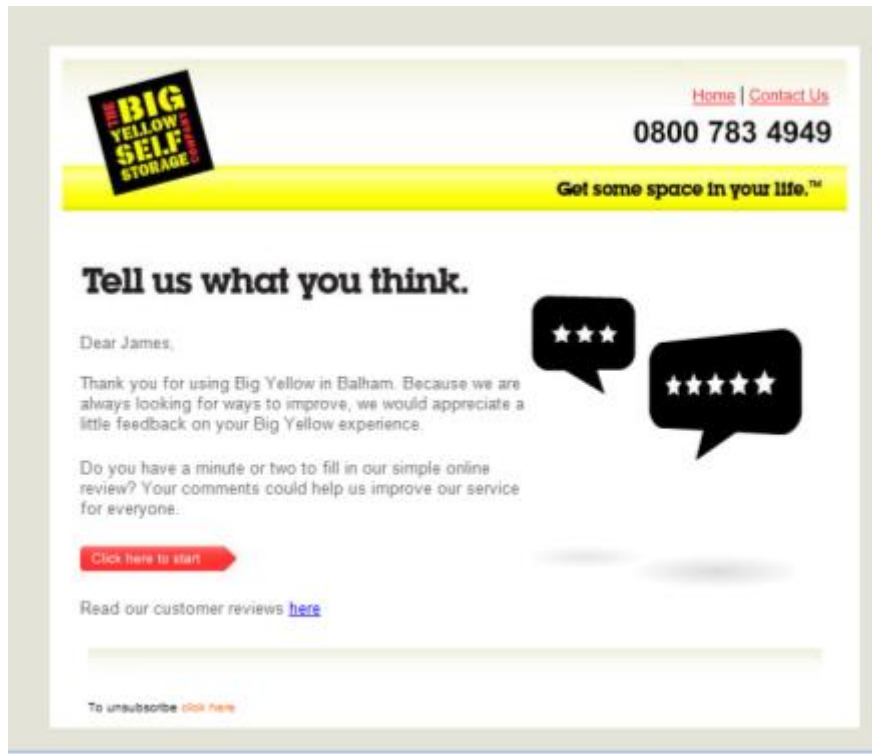 THE
BIG
YELLOW
SELF
STORAGE
COMPANY
Home | Contact Us
0800 783 4949
Get some space in your life.™
Tell us what you think.
Dear James,
Thank you for using Big Yellow in Balham. Because we are
always looking for ways to improve, we would appreciate a
little feedback on your Big Yellow experience.
Do you have a minute or two to fill in our simple online
review? Your comments could help us improve our service
for everyone.
Click here to start
Read our customer reviews here
To unsubscribe click here